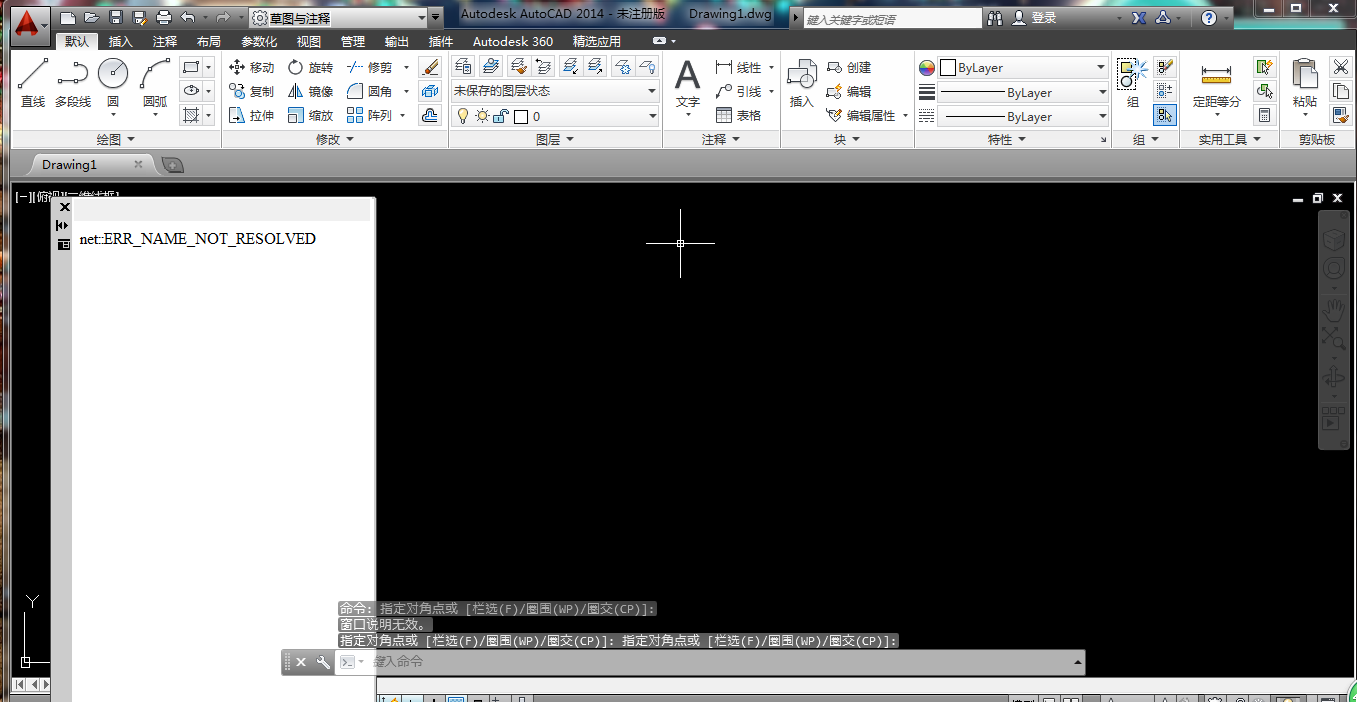 草图与注释
Autodesk AutoCAD 2014 - 未注册版 Drawing1.dwg
键入关键字或短语
登录
默认 插入 注释 布局 参数化 视图 管理 输出 插件 Autodesk 360 精选应用
移动 旋转 修剪
复制 镜像 圆角
拉伸 缩放 阵列
直线 多段线 圆 圆弧
未保存的图层状态
0
文字
线性
引线
表格
插入
创建
编辑
编辑属性
ByLayer
ByLayer
ByLayer
组
定距等分
粘贴
绘图 修改 图层 注释 块 特性 组 实用工具 剪贴板
Drawing1
[−][俯视][二维线框]
net::ERR_NAME_NOT_RESOLVED
Y
命令: 指定对角点或 [栏选(F)/圈围(WP)/圈交(CP)]:
窗口说明无效。
指定对角点或 [栏选(F)/圈围(WP)/圈交(CP)]: 指定对角点或 [栏选(F)/圈围(WP)/圈交(CP)]:
键入命令